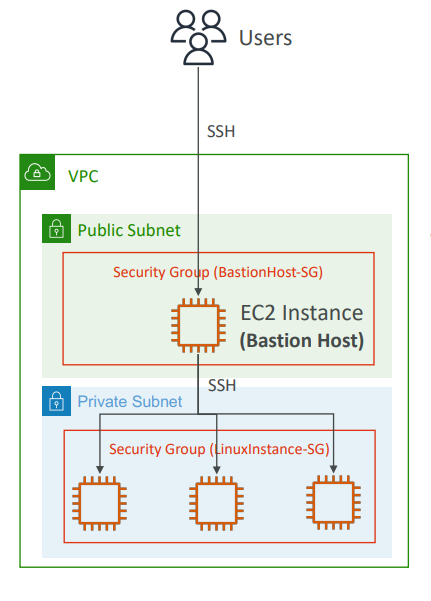 Users
SSH
VPC
Public Subnet
Security Group (BastionHost-SG)
EC2 Instance
(Bastion Host)
SSH
Private Subnet
Security Group (LinuxInstance-SG)